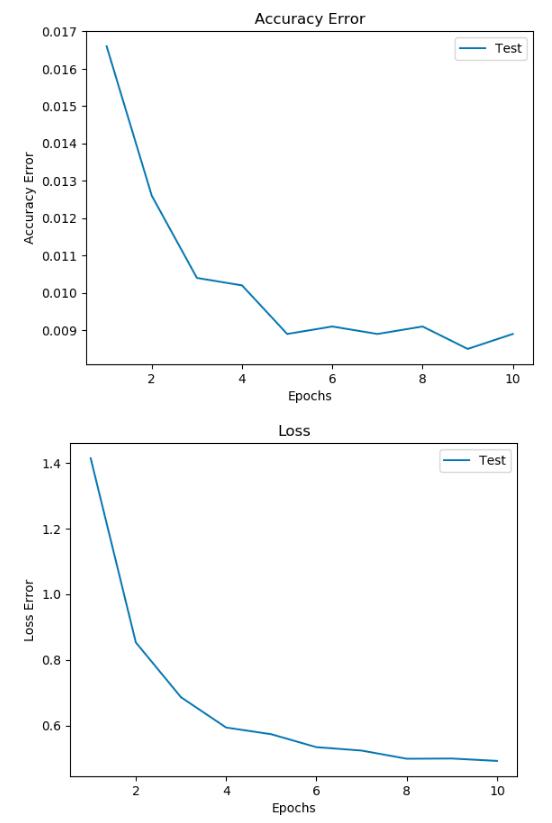 Accuracy Error
0.017
0.016
0.015
0.014
0.013
0.012
0.011
0.010
0.009
Accuracy Error
Test
2 4 6 8 10
Epochs
Loss
1.4
1.2
1.0
0.8
0.6
Loss Error
Test
2 4 6 8 10
Epochs